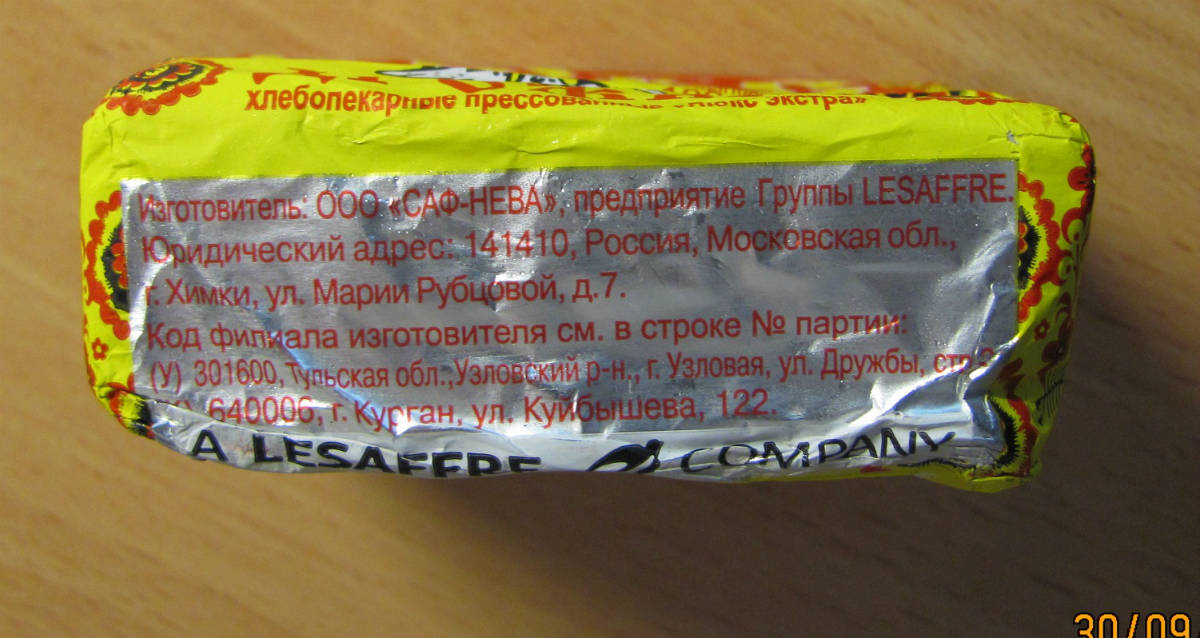 хлебопекарные прессованные «Люкс экстра»
Изготовитель: ООО «САФ-НЕВА», предприятие Группы LESAFFRE.
Юридический адрес: 141410, Россия, Московская обл.,
г. Химки, ул. Марии Рубцовой, д.7.
Код филиала изготовителя см. в строке № партии:
(У) 301600, Тульская обл., Узловский р-н., г. Узловая, ул. Дружбы,
640006, г. Курган, ул. Куйбышева, 122.
A LESAFFRE COMPANY
30/09